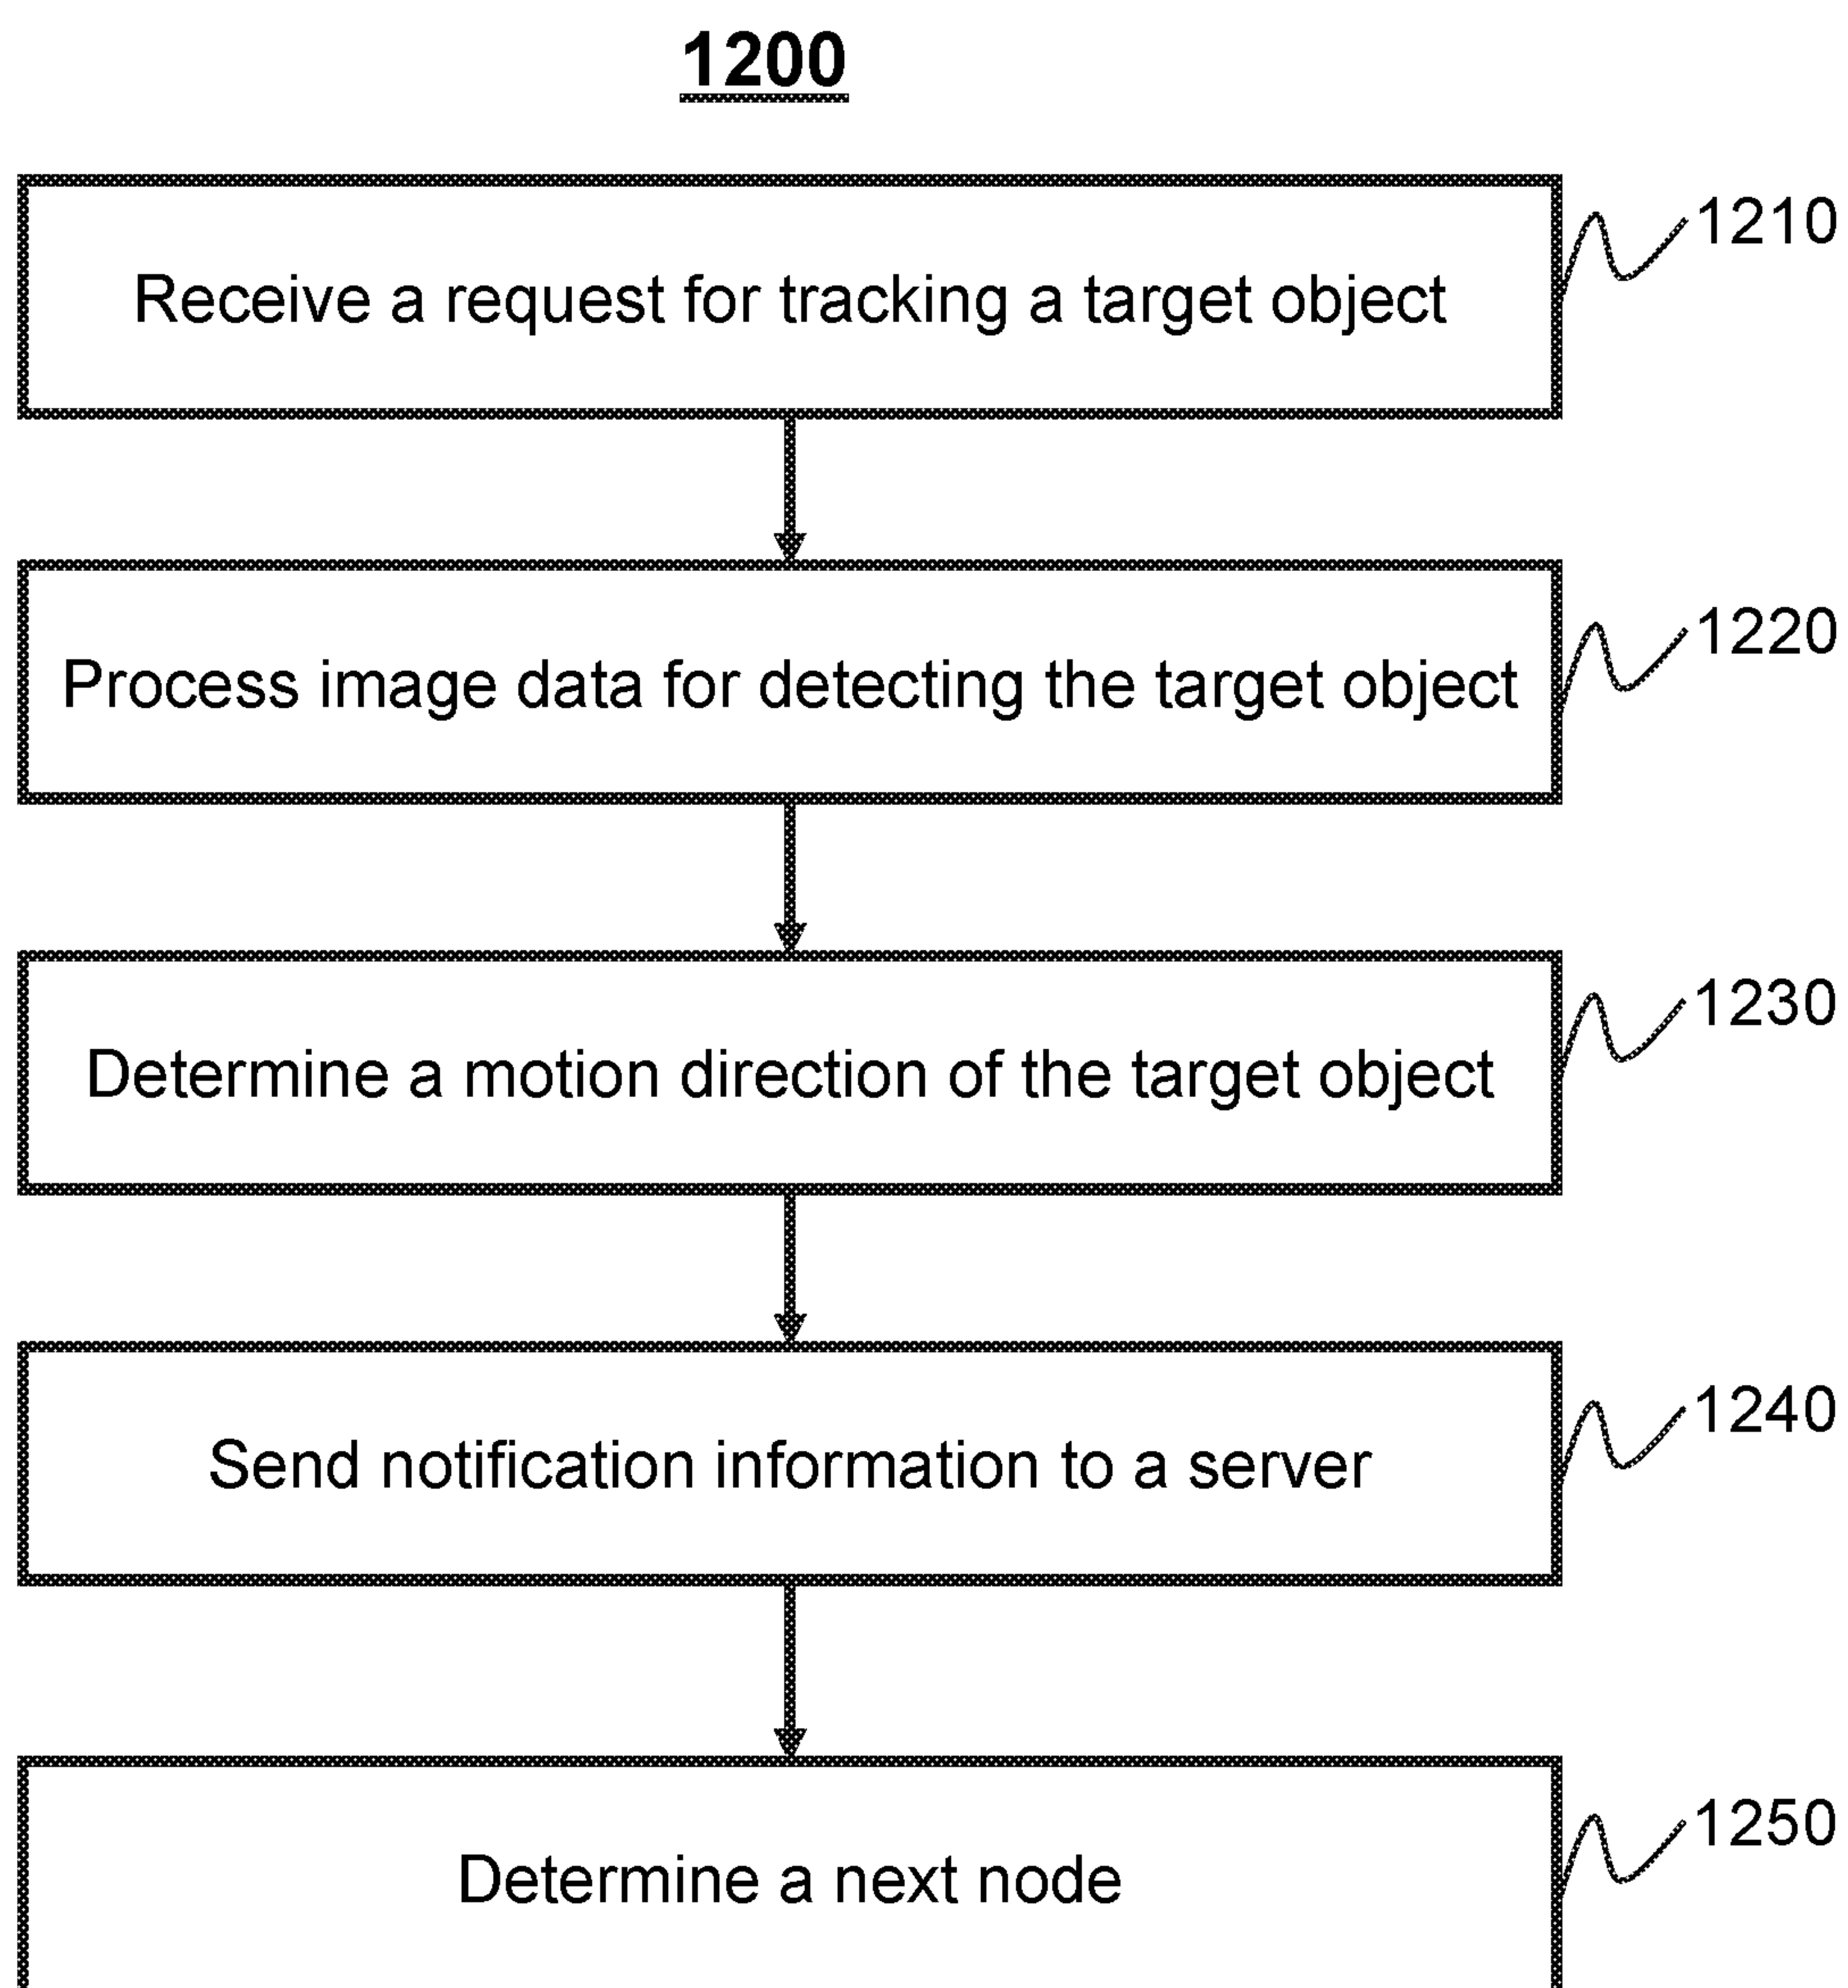 1200
Receive a request for tracking a target object
1210
Process image data for detecting the target object
1220
Determine a motion direction of the target object
1230
Send notification information to a server
1240
Determine a next node
1250